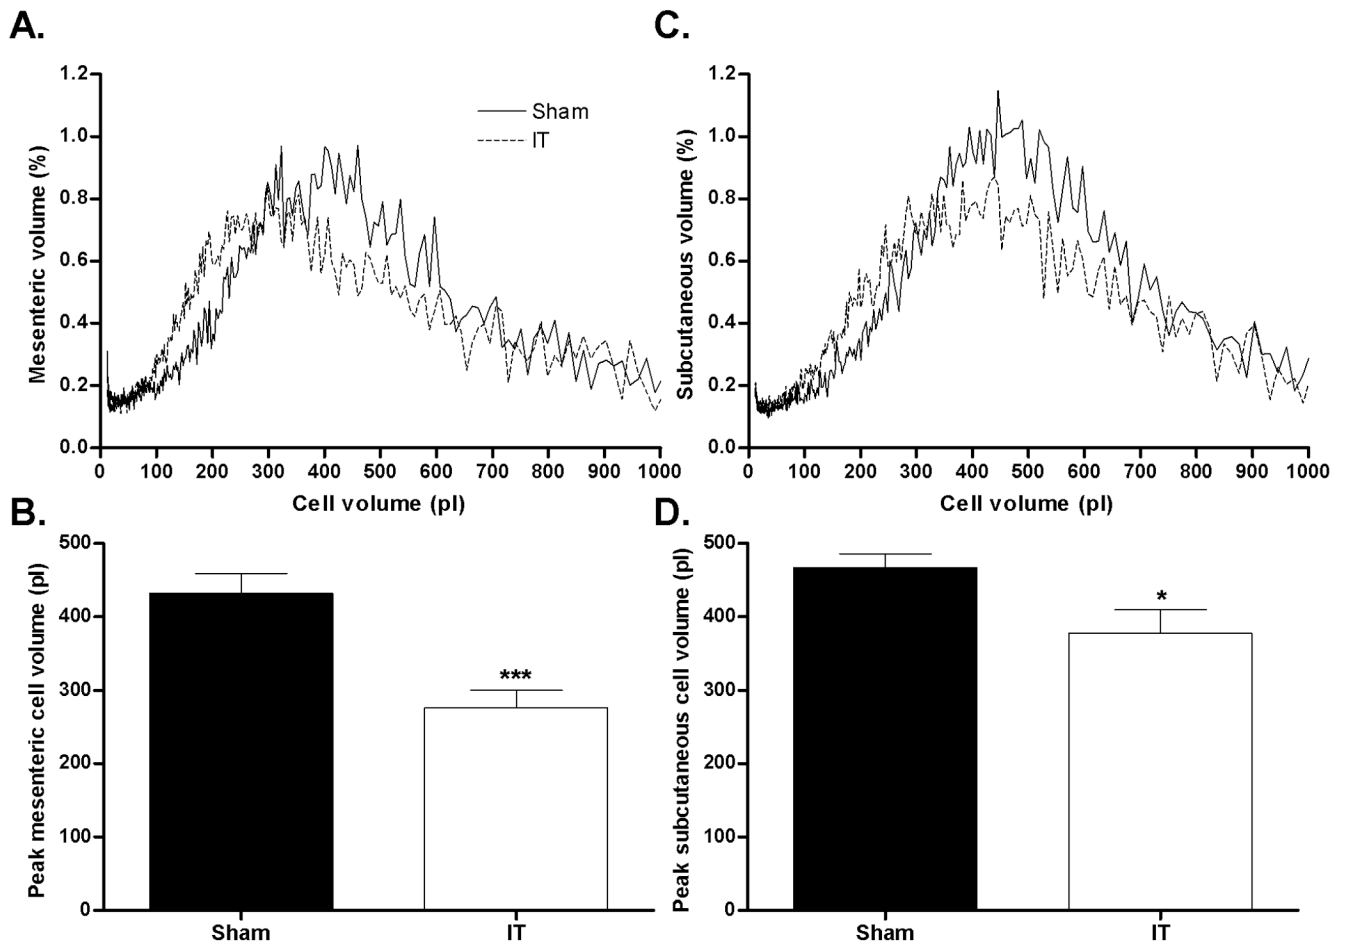 A.
Mesenteric volume (%)
1.2
1.0
0.8
0.6
0.4
0.2
0.0
Sham
IT
0 100 200 300 400 500 600 700 800 900 1000
Cell volume (pl)
C.
Subcutaneous volume (%)
1.2
1.0
0.8
0.6
0.4
0.2
0.0
0 100 200 300 400 500 600 700 800 900 1000
Cell volume (pl)
B.
Peak mesenteric cell volume (pl)
500
400
300
200
100
0
***
Sham IT
D.
Peak subcutaneous cell volume (pl)
500
400
300
200
100
0
*
Sham IT